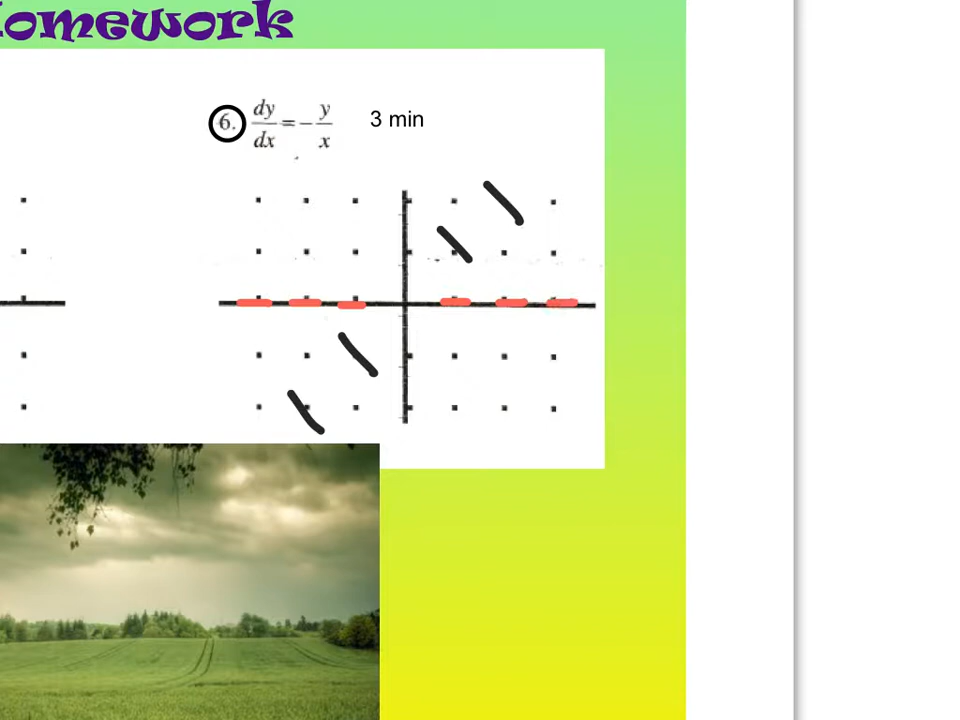 omework
6. dy/dx = - y/x 3 min